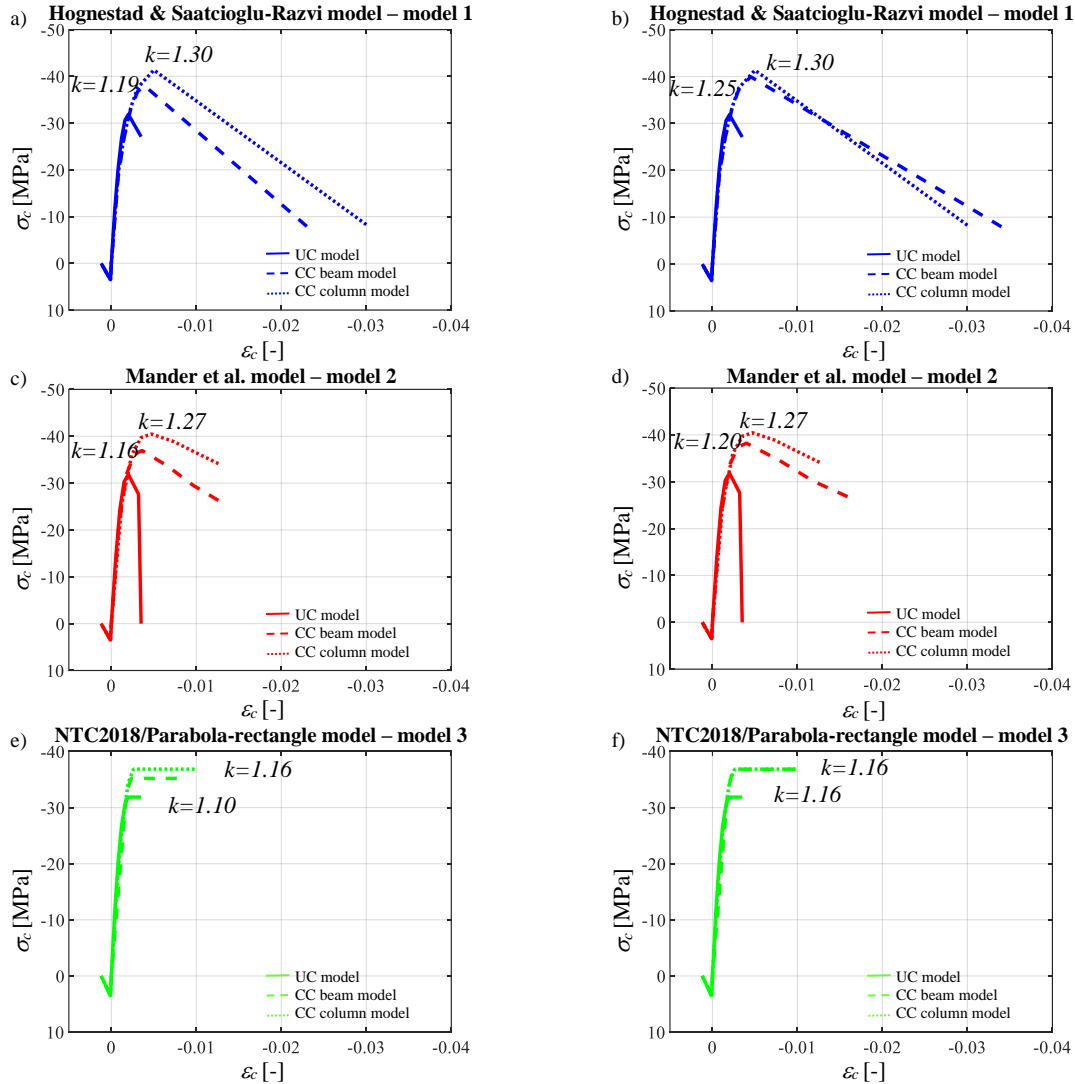 a)
Hognestad & Saatcioglu-Razvi model – model 1
-50
-40
-30
-20
-10
0
10
σc [MPa]
k=1.30
k=1.19
UC model
CC beam model
CC column model
0 -0.01 -0.02 -0.03 -0.04
εc [-]
b)
Hognestad & Saatcioglu-Razvi model – model 1
-50
-40
-30
-20
-10
0
10
σc [MPa]
k=1.30
k=1.25
UC model
CC beam model
CC column model
0 -0.01 -0.02 -0.03 -0.04
εc [-]
c)
Mander et al. model – model 2
-50
-40
-30
-20
-10
0
10
σc [MPa]
k=1.27
k=1.16
UC model
CC beam model
CC column model
0 -0.01 -0.02 -0.03 -0.04
εc [-]
d)
Mander et al. model – model 2
-50
-40
-30
-20
-10
0
10
σc [MPa]
k=1.27
k=1.20
UC model
CC beam model
CC column model
0 -0.01 -0.02 -0.03 -0.04
εc [-]
e)
NTC2018/Parabola-rectangle model – model 3
-40
-30
-20
-10
0
10
σc [MPa]
k=1.16
k=1.10
UC model
CC beam model
CC column model
0 -0.01 -0.02 -0.03 -0.04
εc [-]
f)
NTC2018/Parabola-rectangle model – model 3
-40
-30
-20
-10
0
10
σc [MPa]
k=1.16
k=1.16
UC model
CC beam model
CC column model
0 -0.01 -0.02 -0.03 -0.04
εc [-]